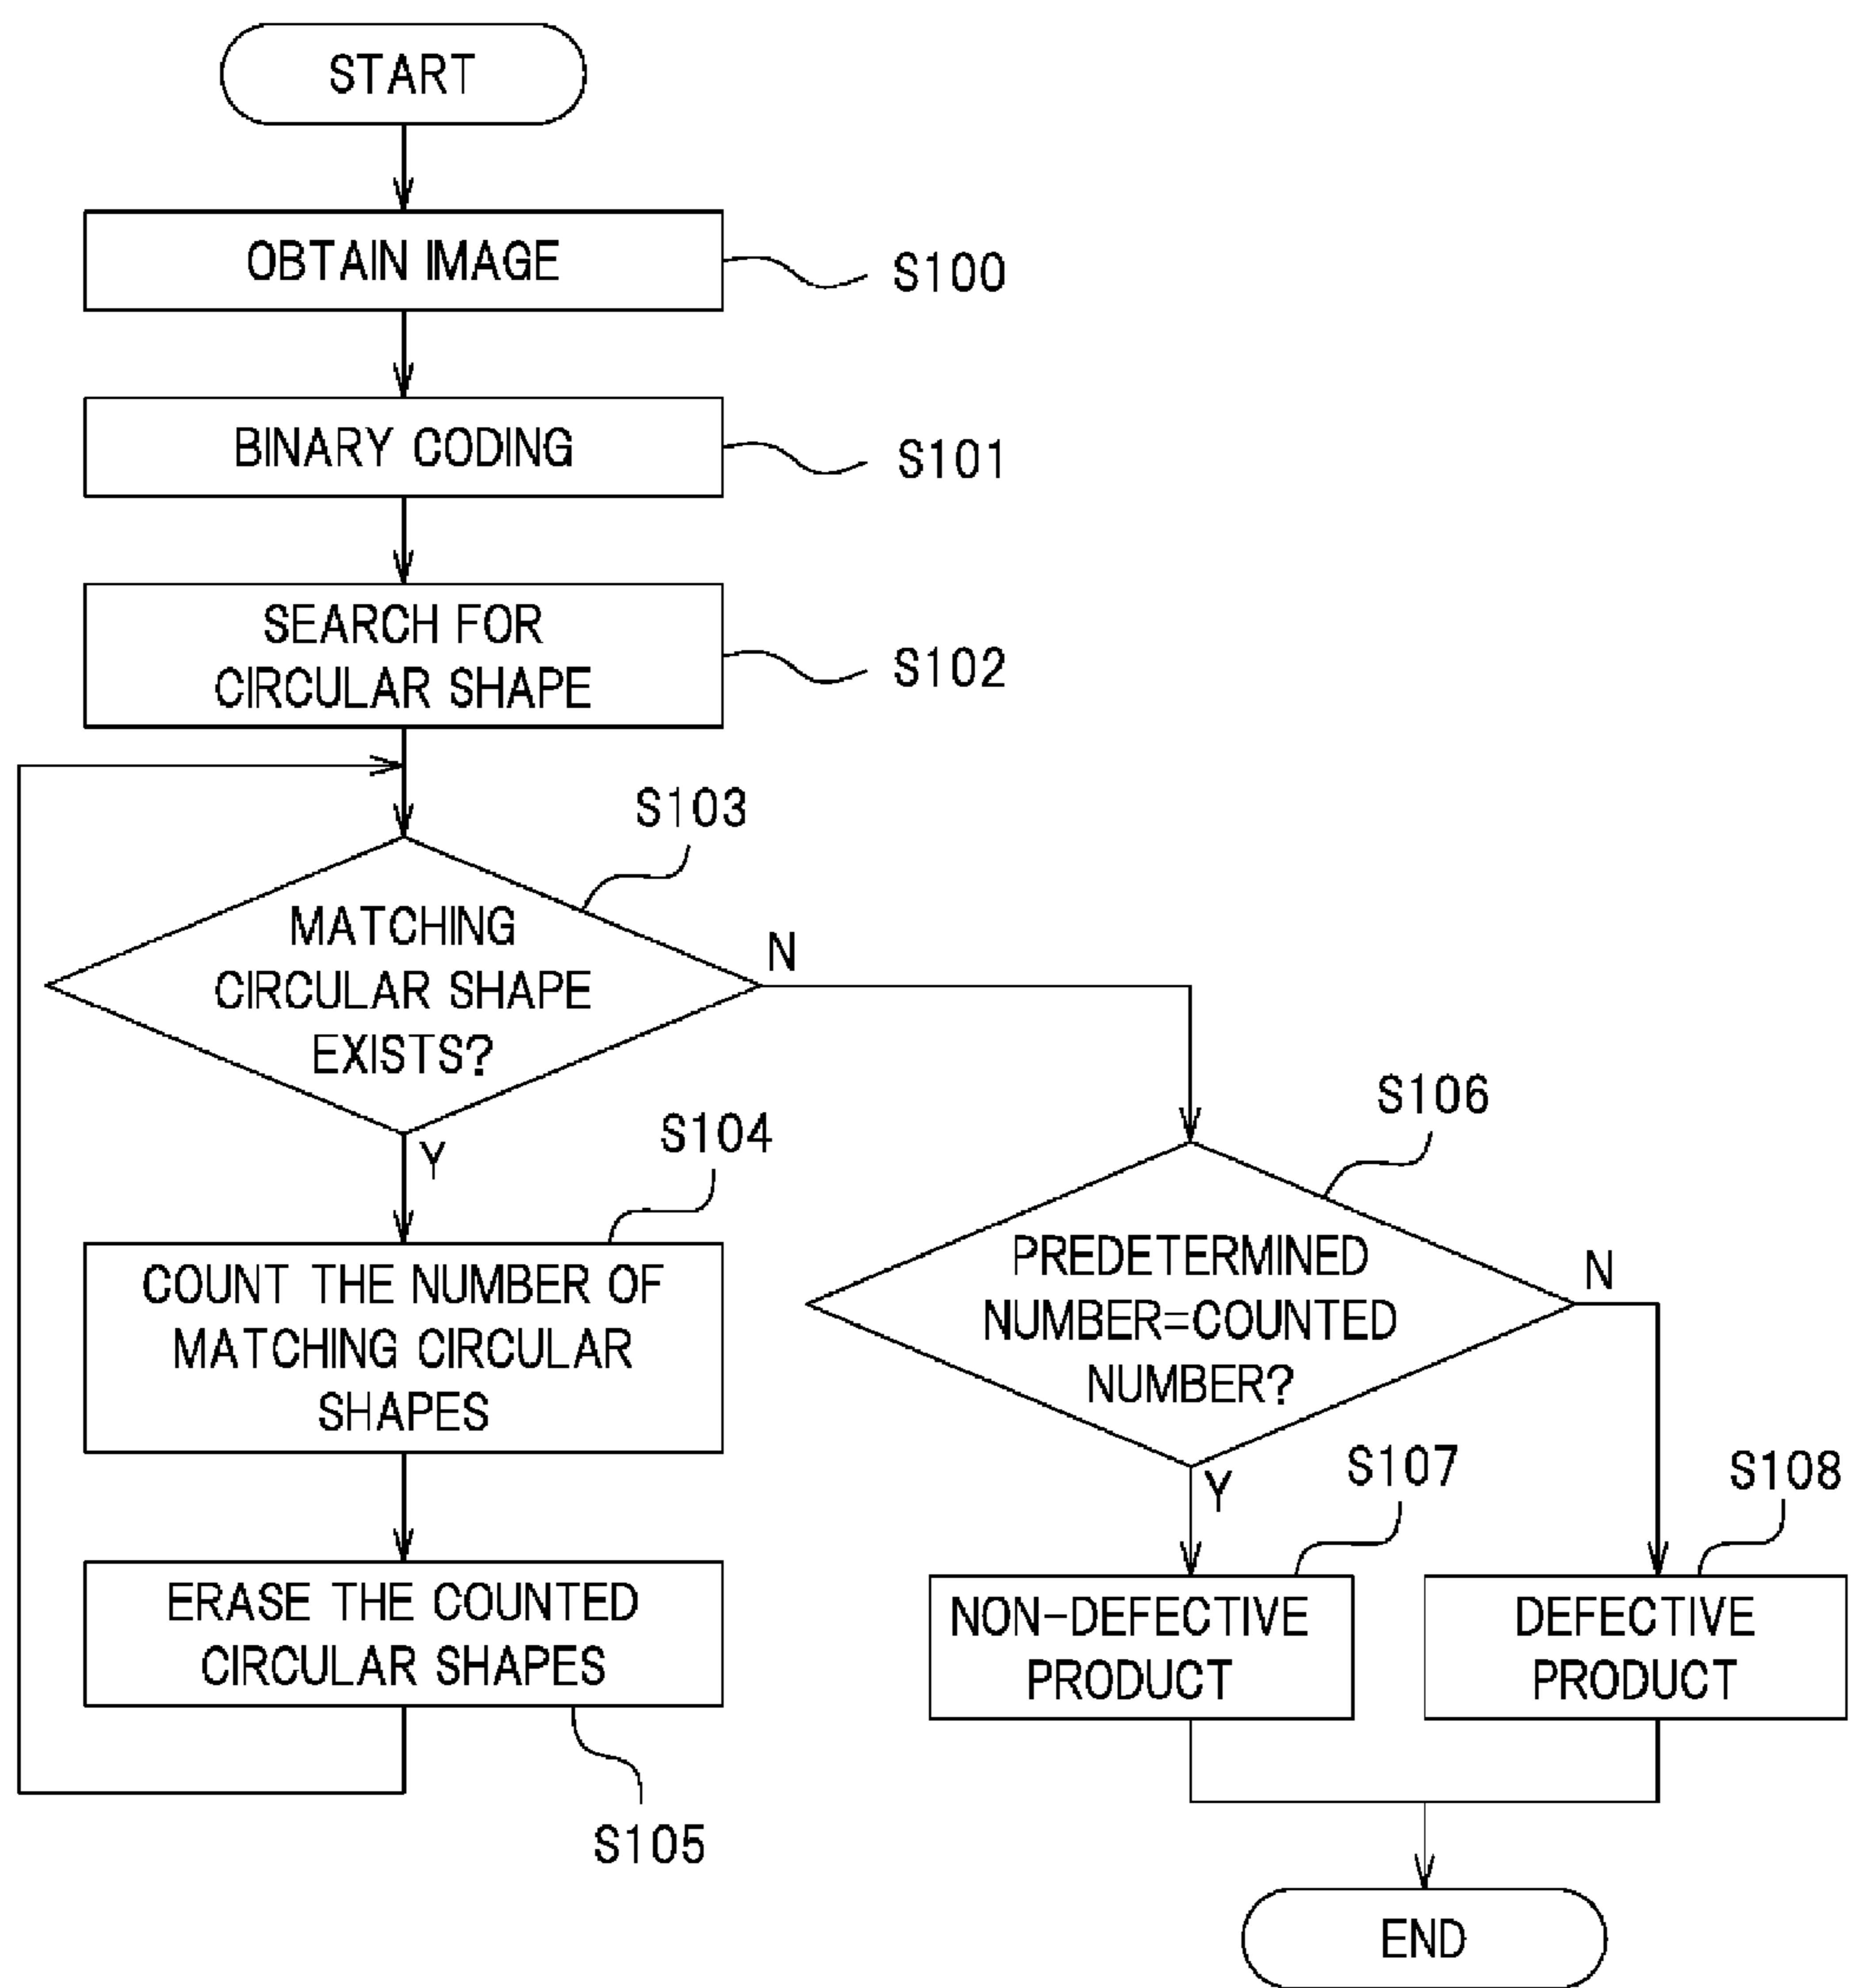 START
OBTAIN IMAGE
S100
BINARY CODING
S101
SEARCH FOR
CIRCULAR SHAPE
S102
S103
MATCHING
CIRCULAR SHAPE
EXISTS?
N
Y
S104
COUNT THE NUMBER OF
MATCHING CIRCULAR
SHAPES
ERASE THE COUNTED
CIRCULAR SHAPES
S105
S106
PREDETERMINED
NUMBER=COUNTED
NUMBER?
N
Y
S107
NON-DEFECTIVE
PRODUCT
S108
DEFECTIVE
PRODUCT
END